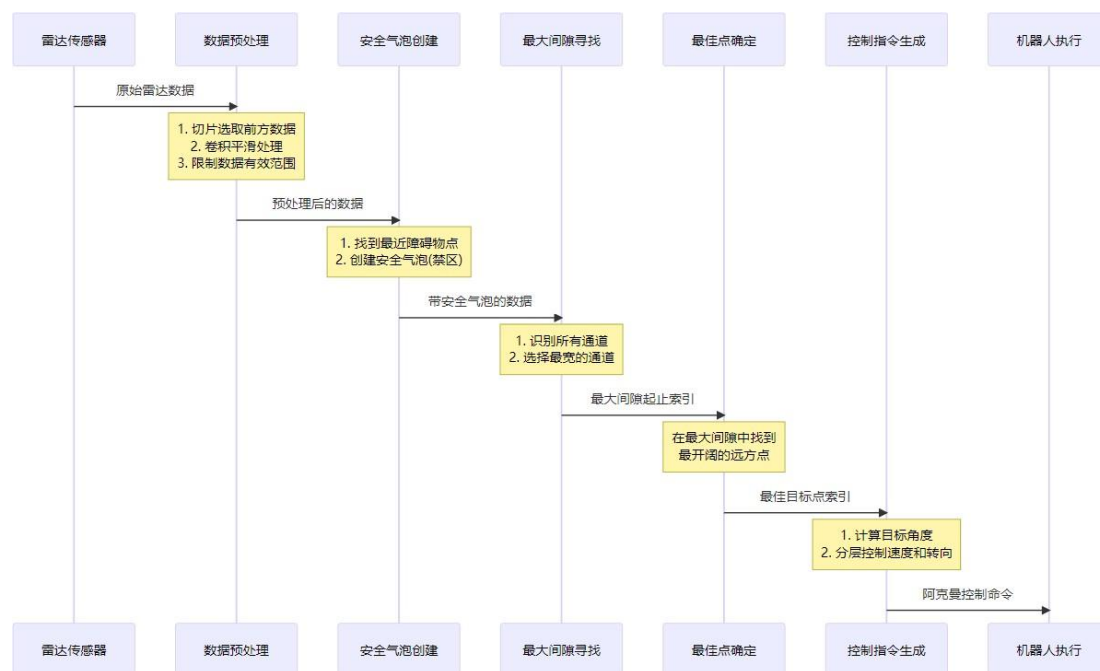 雷达传感器
数据预处理
安全气泡创建
最大间隙寻找
最佳点确定
控制指令生成
机器人执行
原始雷达数据
1. 切片选取前方数据
2. 卷积平滑处理
3. 限制数据有效范围
预处理后的数据
1. 找到最近障碍物点
2. 创建安全气泡(禁区)
带安全气泡的数据
1. 识别所有通道
2. 选择最宽的通道
最大间隙起止索引
在最大间隙中找到
最开阔的远方点
最佳目标点索引
1. 计算目标角度
2. 分层控制速度和转向
阿克曼控制命令
雷达传感器
数据预处理
安全气泡创建
最大间隙寻找
最佳点确定
控制指令生成
机器人执行